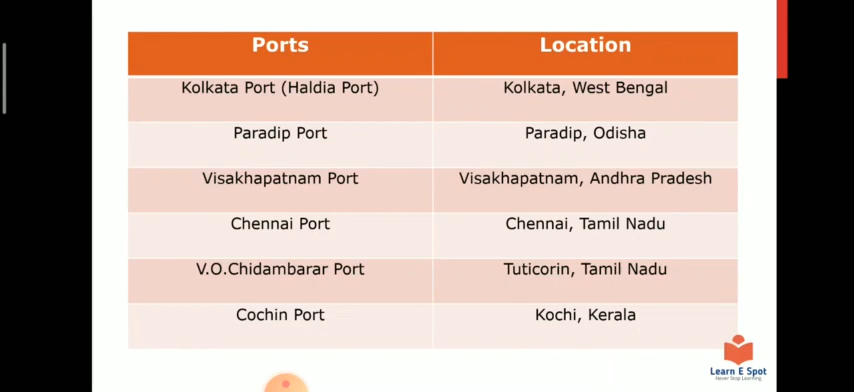 Ports Location
Kolkata Port (Haldia Port) Kolkata, West Bengal
Paradip Port Paradip, Odisha
Visakhapatnam Port Visakhapatnam, Andhra Pradesh
Chennai Port Chennai, Tamil Nadu
V.O.Chidambarar Port Tuticorin, Tamil Nadu
Cochin Port Kochi, Kerala
Learn E Spot
Never Stop Learning